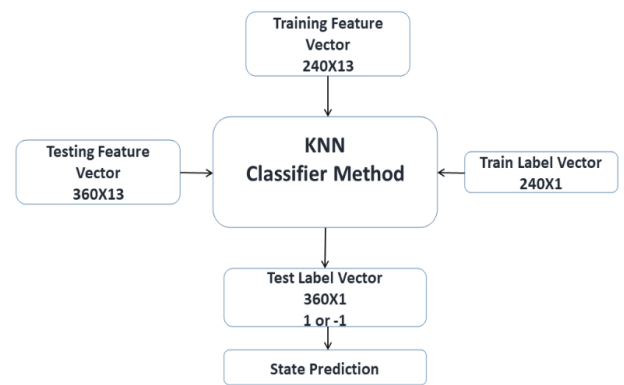 Training Feature
Vector
240X13
Testing Feature
Vector
360X13
KNN
Classifier Method
Train Label Vector
240X1
Test Label Vector
360X1
1 or -1
State Prediction